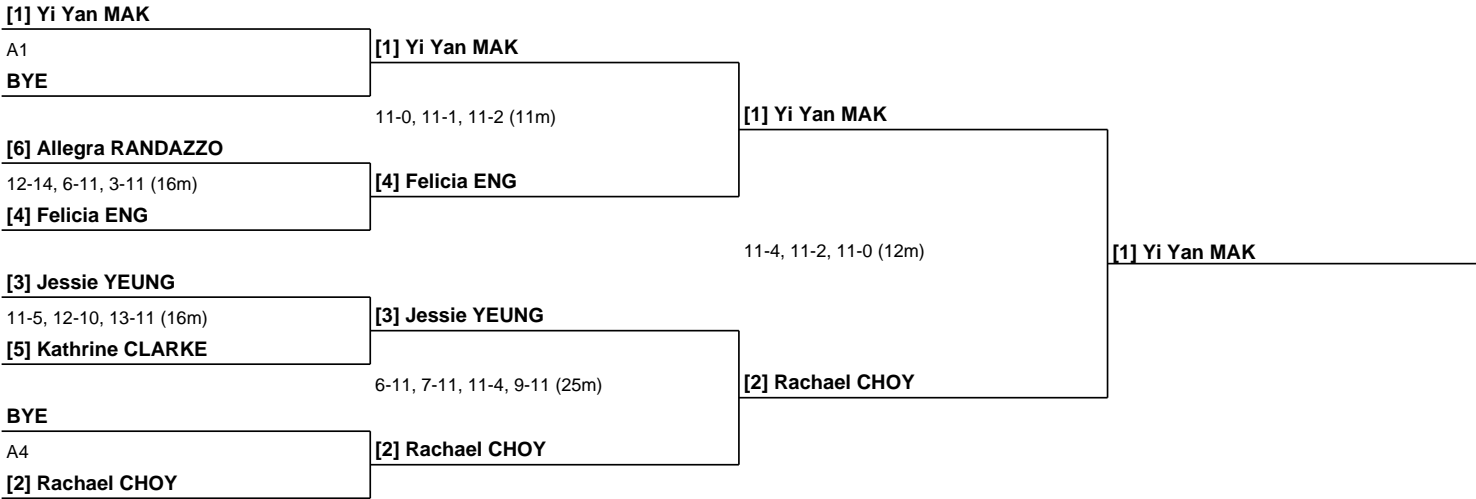 [1] Yi Yan MAK
A1
BYE
[6] Allegra RANDAZZO
12-14, 6-11, 3-11 (16m)
[4] Felicia ENG
[3] Jessie YEUNG
11-5, 12-10, 13-11 (16m)
[5] Kathrine CLARKE
BYE
A4
[2] Rachael CHOY
[1] Yi Yan MAK
11-0, 11-1, 11-2 (11m)
[4] Felicia ENG
[3] Jessie YEUNG
6-11, 7-11, 11-4, 9-11 (25m)
[2] Rachael CHOY
[1] Yi Yan MAK
11-4, 11-2, 11-0 (12m)
[2] Rachael CHOY
[1] Yi Yan MAK